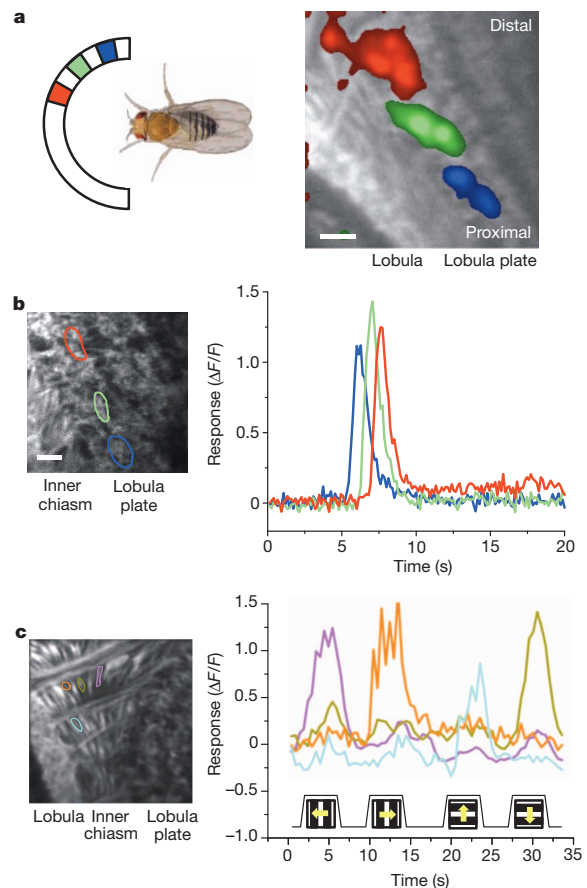 a
Distal
Proximal
Lobula Lobula plate
b
Inner chiasm
Lobula plate
Response (ΔF/F)
1.5
1.0
0.5
0
0 5 10 15 20
Time (s)
c
Lobula Inner chiasm Lobula plate
Response (ΔF/F)
1.5
1.0
0.5
0
−0.5
−1.0
0 5 10 15 20 25 30 35
Time (s)